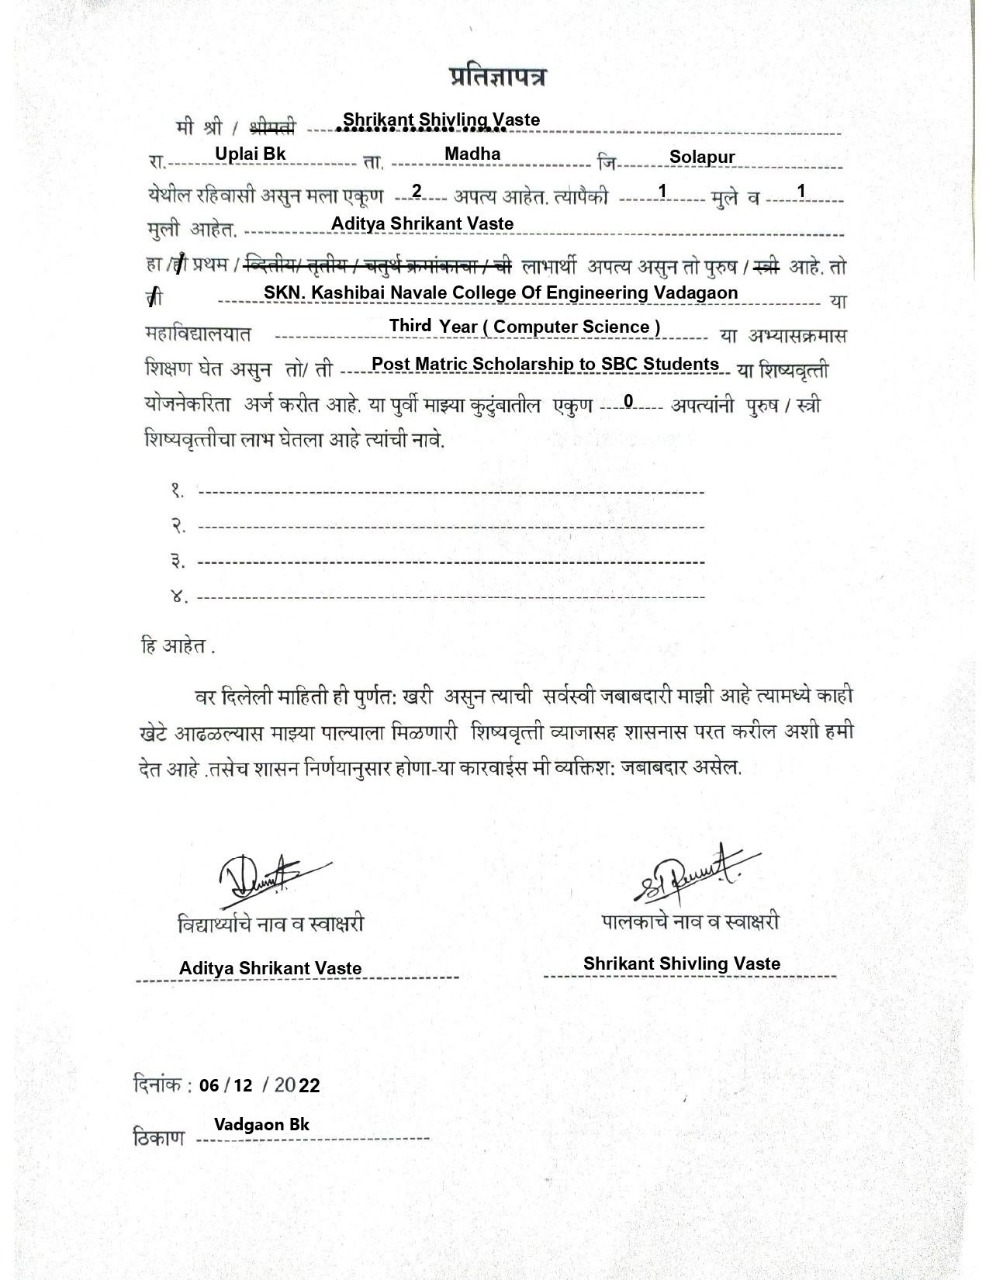 प्रतिज्ञापत्र
मी श्री / श्रीमती Shrikant Shivling Vaste
रा. Uplai Bk ता. Madha जि. Solapur
येथील रहिवासी असुन मला एकूण 2 अपत्य आहेत. त्यापैकी 1 मुले व 1
मुली आहेत. Aditya Shrikant Vaste
हा /ही प्रथम / व्दितीय/ तृतीय / चतुर्थ क्रमांकाचा / ची लाभार्थी अपत्य असुन तो पुरुष / स्त्री आहे. तो
ती SKN. Kashibai Navale College Of Engineering Vadagaon या
महाविद्यालयात Third Year ( Computer Science ) या अभ्यासक्रमास
शिक्षण घेत असुन तो/ ती Post Matric Scholarship to SBC Students या शिष्यवृत्ती
योजनेकरिता अर्ज करीत आहे. या पुर्वी माझ्या कुटुंबातील एकुण 0 अपत्यांनी पुरुष / स्त्री
शिष्यवृत्तीचा लाभ घेतला आहे त्यांची नावे.
१.
२.
३.
४.
हि आहेत .
वर दिलेली माहिती ही पुर्णत: खरी असुन त्याची सर्वस्वी जबाबदारी माझी आहे त्यामध्ये काही
खेटे आढळल्यास माझ्या पाल्याला मिळणारी शिष्यवृत्ती व्याजासह शासनास परत करील अशी हमी
देत आहे .तसेच शासन निर्णयानुसार होणा-या कारवाईस मी व्यक्तिश: जबाबदार असेल.
विद्यार्थ्याचे नाव व स्वाक्षरी पालकाचे नाव व स्वाक्षरी
Aditya Shrikant Vaste Shrikant Shivling Vaste
दिनांक : 06 / 12 / 2022
ठिकाण Vadgaon Bk